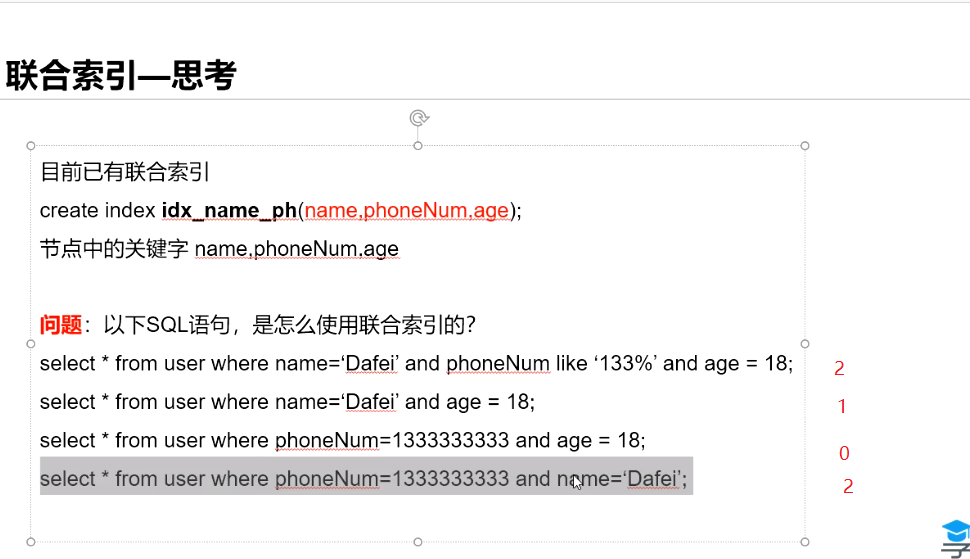 联合索引—思考
目前已有联合索引
create index idx_name_ph(name,phoneNum,age);
节点中的关键字 name,phoneNum,age
问题：以下SQL语句，是怎么使用联合索引的？
select * from user where name=‘Dafei’ and phoneNum like ‘133%’ and age = 18; 2
select * from user where name=‘Dafei’ and age = 18; 1
select * from user where phoneNum=1333333333 and age = 18; 0
select * from user where phoneNum=1333333333 and name=‘Dafei’; 2